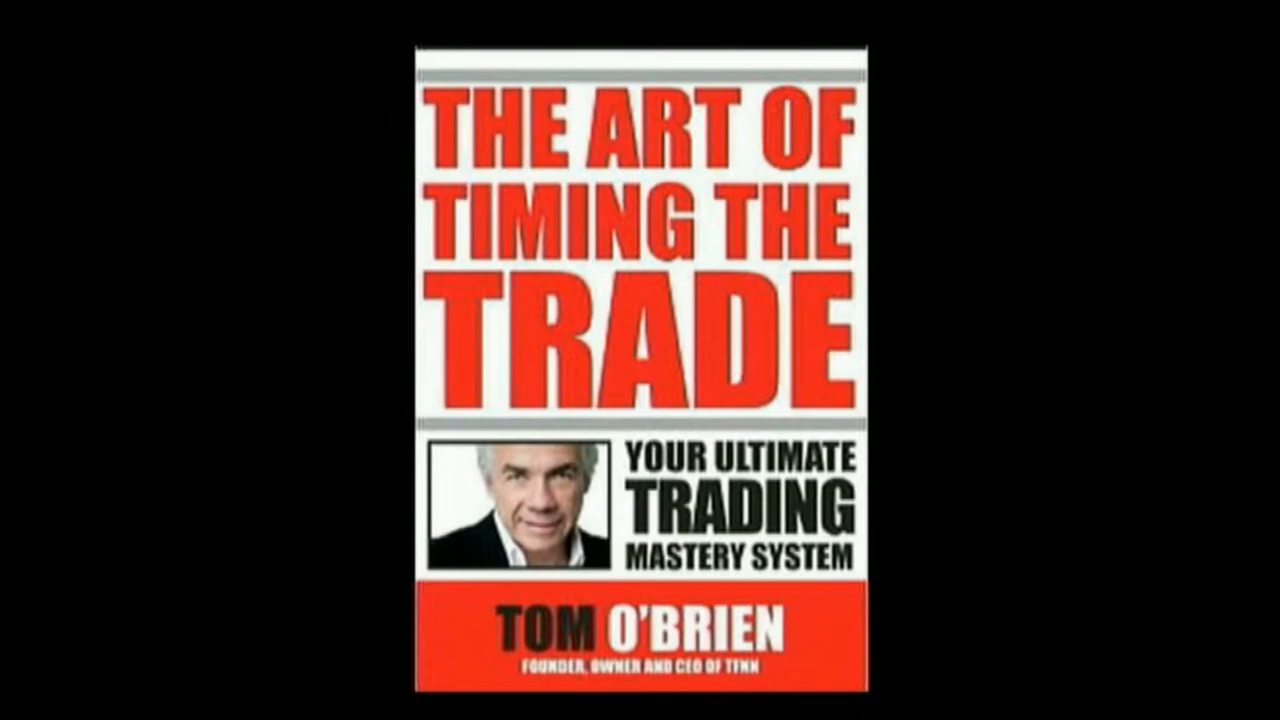 THE ART OF
TIMING THE
TRADE
YOUR ULTIMATE
TRADING
MASTERY SYSTEM
TOM O'BRIEN
FOUNDER, OWNER AND CEO OF TFNN